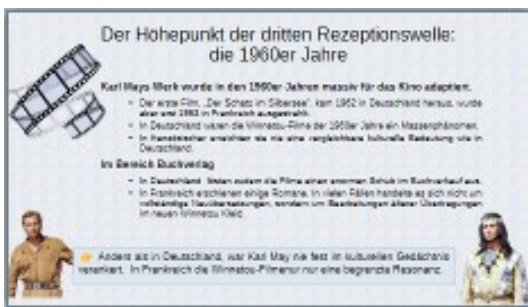 Der Höhepunkt der dritten Rezeptionswelle:
die 1960er Jahre
Karl Mays Werk wurde in den 1960er Jahren massiv für das Kino adaptiert.
Der erste Film, „Der Schatz im Silbersee", kam 1962 in Deutschland heraus, wurde
aber erst 1963 in Frankreich ausgestrahlt.
In Deutschland waren die Winnetou-Filme der 1960er Jahre ein Massenphänomen.
In Frankreich erreichten sie nie eine vergleichbare kulturelle Bedeutung wie in
Deutschland.
Im Bereich Buchverlag
In Deutschland lösten zudem die Filme einen enormen Schub im Buchverkauf aus.
In Frankreich erschienen einige Romane. In vielen Fällen handelte es sich nicht um
vollständige Neuübersetzungen, sondern um Bearbeitungen älterer Übertragungen
im neuen Winnetou Kleid.
Anders als in Deutschland, war Karl May nie fest im kulturellen Gedächtnis
verankert. In Frankreich die Winnetou-Filmenur nur eine begrenzte Resonanz.